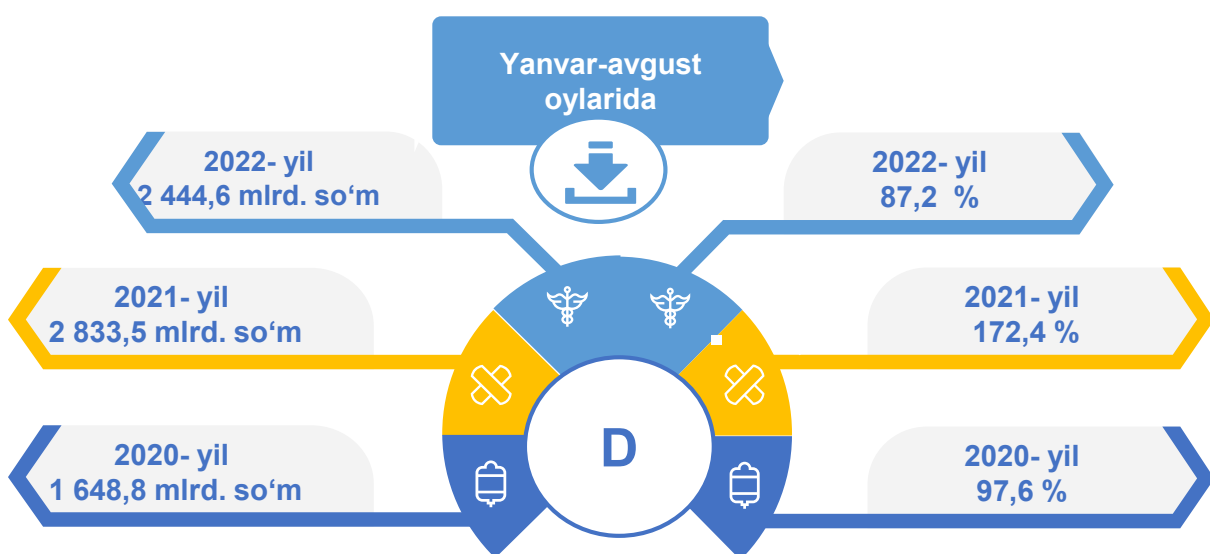 Yanvar-avgust
oylarida
2022- yil
2 444,6 mlrd. so‘m
2022- yil
87,2 %
2021- yil
2 833,5 mlrd. so‘m
2021- yil
172,4 %
2020- yil
1 648,8 mlrd. so‘m
2020- yil
97,6 %
D